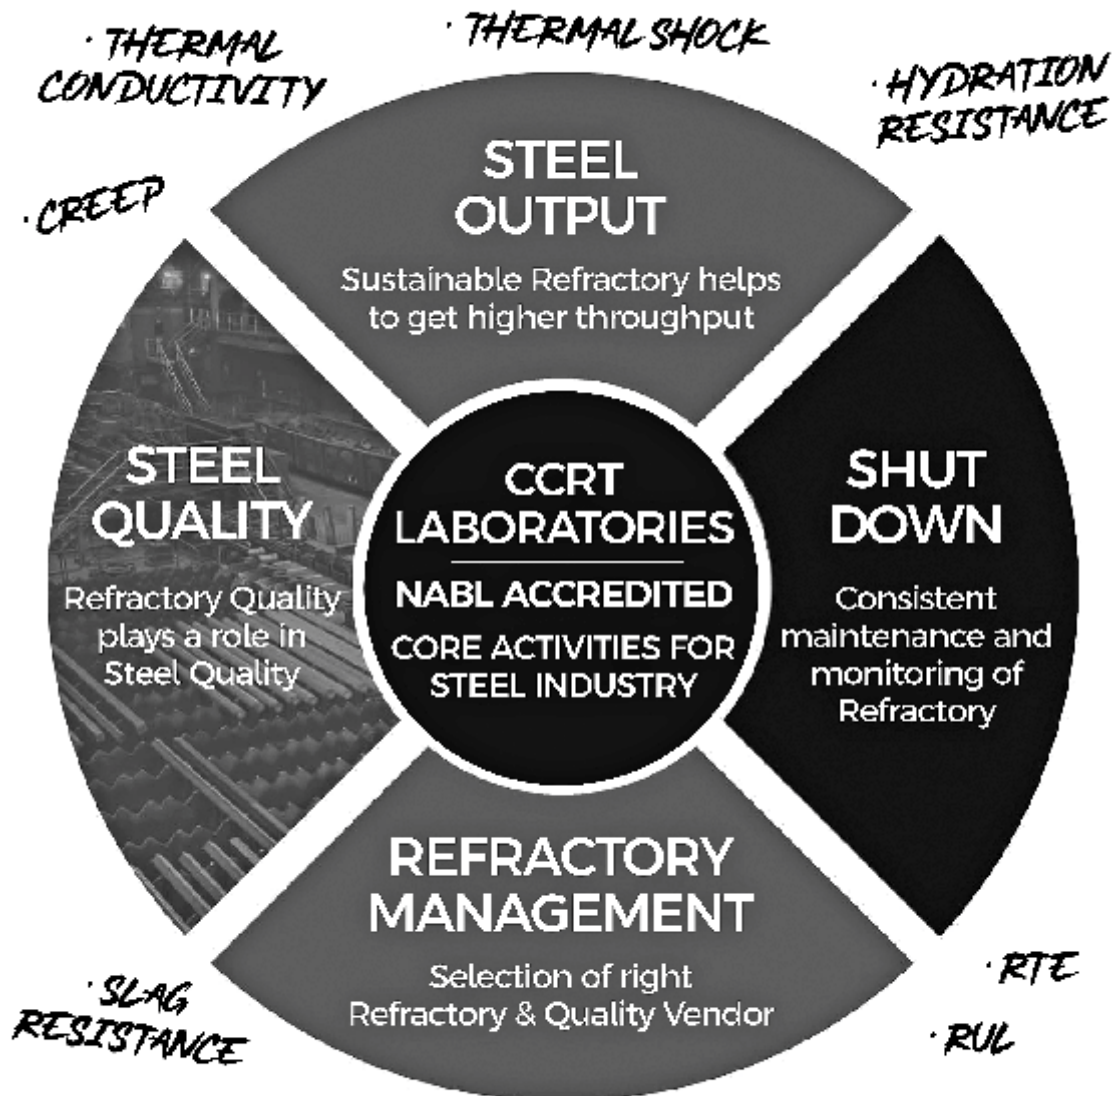 · THERMAL
CONDUCTIVITY
· THERMAL SHOCK
· HYDRATION
RESISTANCE
· CREEP
STEEL
OUTPUT
Sustainable Refractory helps
to get higher throughput
STEEL
QUALITY
Refractory Quality
plays a role in
Steel Quality
CCRT
LABORATORIES
NABL ACCREDITED
CORE ACTIVITIES FOR
STEEL INDUSTRY
SHUT
DOWN
Consistent
maintenance and
monitoring of
Refractory
REFRACTORY
MANAGEMENT
Selection of right
Refractory & Quality Vendor
· SLAG
RESISTANCE
· RTE
· RUL